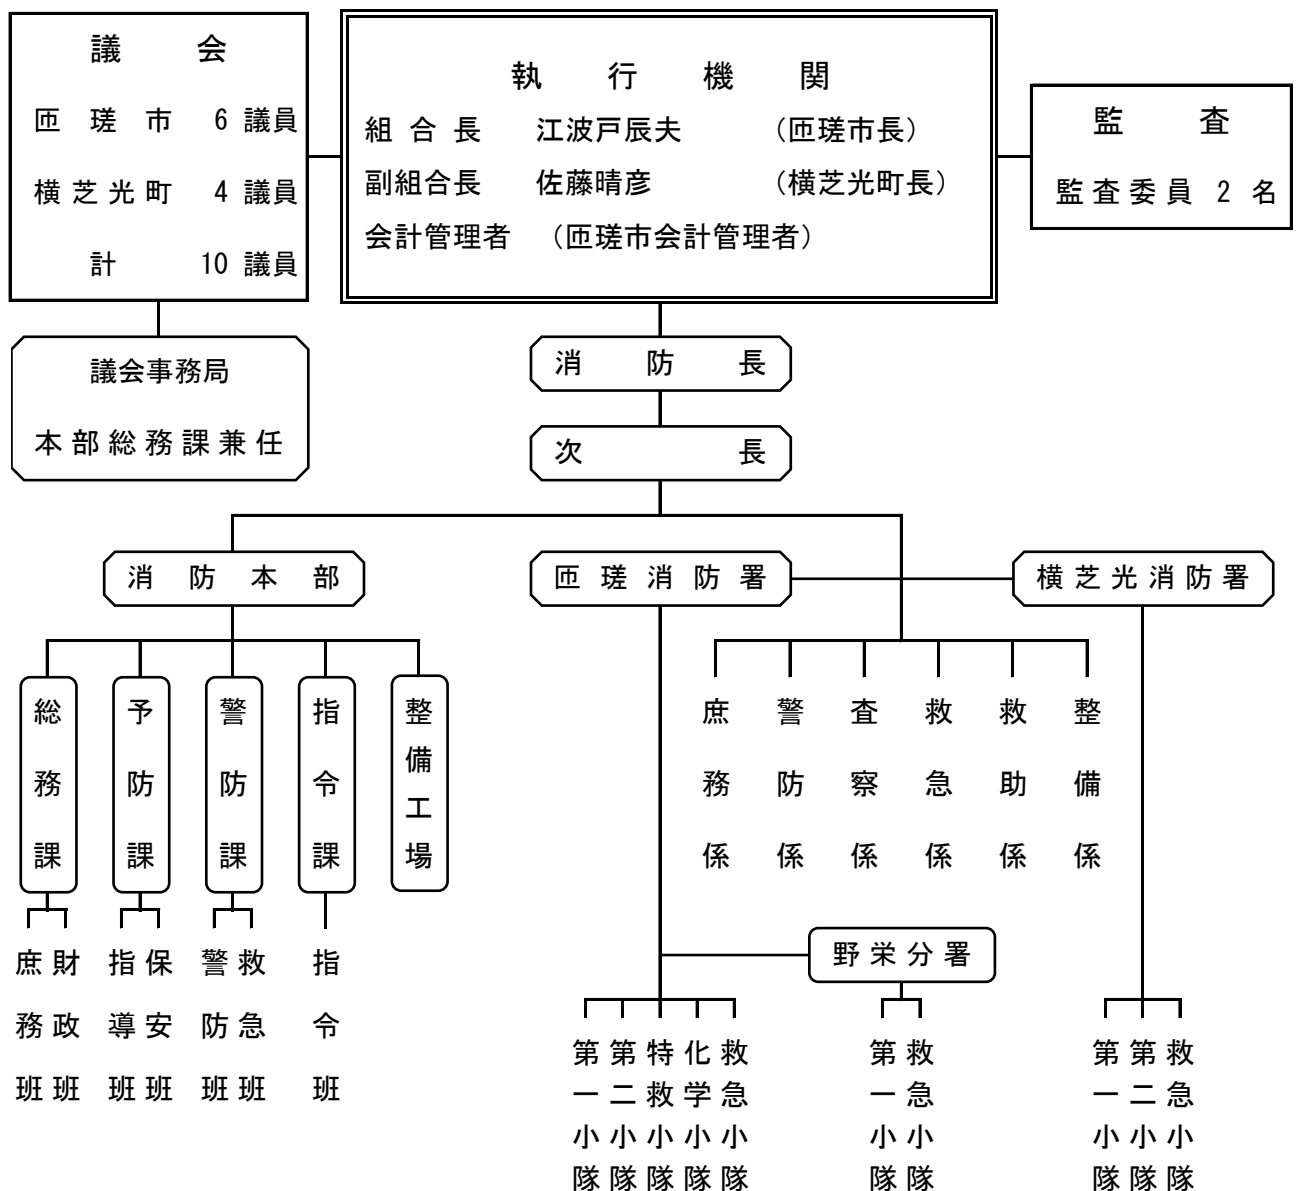 議会
匝瑳市 6 議員
横芝光町 4 議員
計 10 議員
執行機関
組合長 江波戸辰夫 (匝瑳市長)
副組合長 佐藤晴彦 (横芝光町長)
会計管理者 (匝瑳市会計管理者)
監査
監査委員 2 名
議会事務局
本部総務課兼任
消防長
次長
消防本部
匝瑳消防署
横芝光消防署
総務課
予防課
警防課
指令課
整備工場
庶務係
警防係
査察係
救急係
救助係
整備係
庶務班
財政班
指導班
保安班
警防班
救急班
指令班
野栄分署
第一小隊
第二小隊
特救小隊
化学小隊
救急小隊
第一小隊
救急小隊
第一小隊
第二小隊
救急小隊